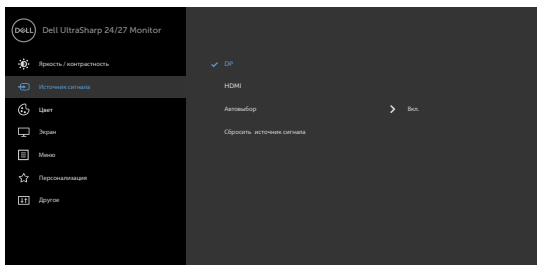 DELL Dell UltraSharp 24/27 Monitor
Яркость / контрастность
DP
Источник сигнала
HDMI
Цвет
Автовыбор
Вкл.
Экран
Сбросить источник сигнала
Меню
Персонализация
Другое